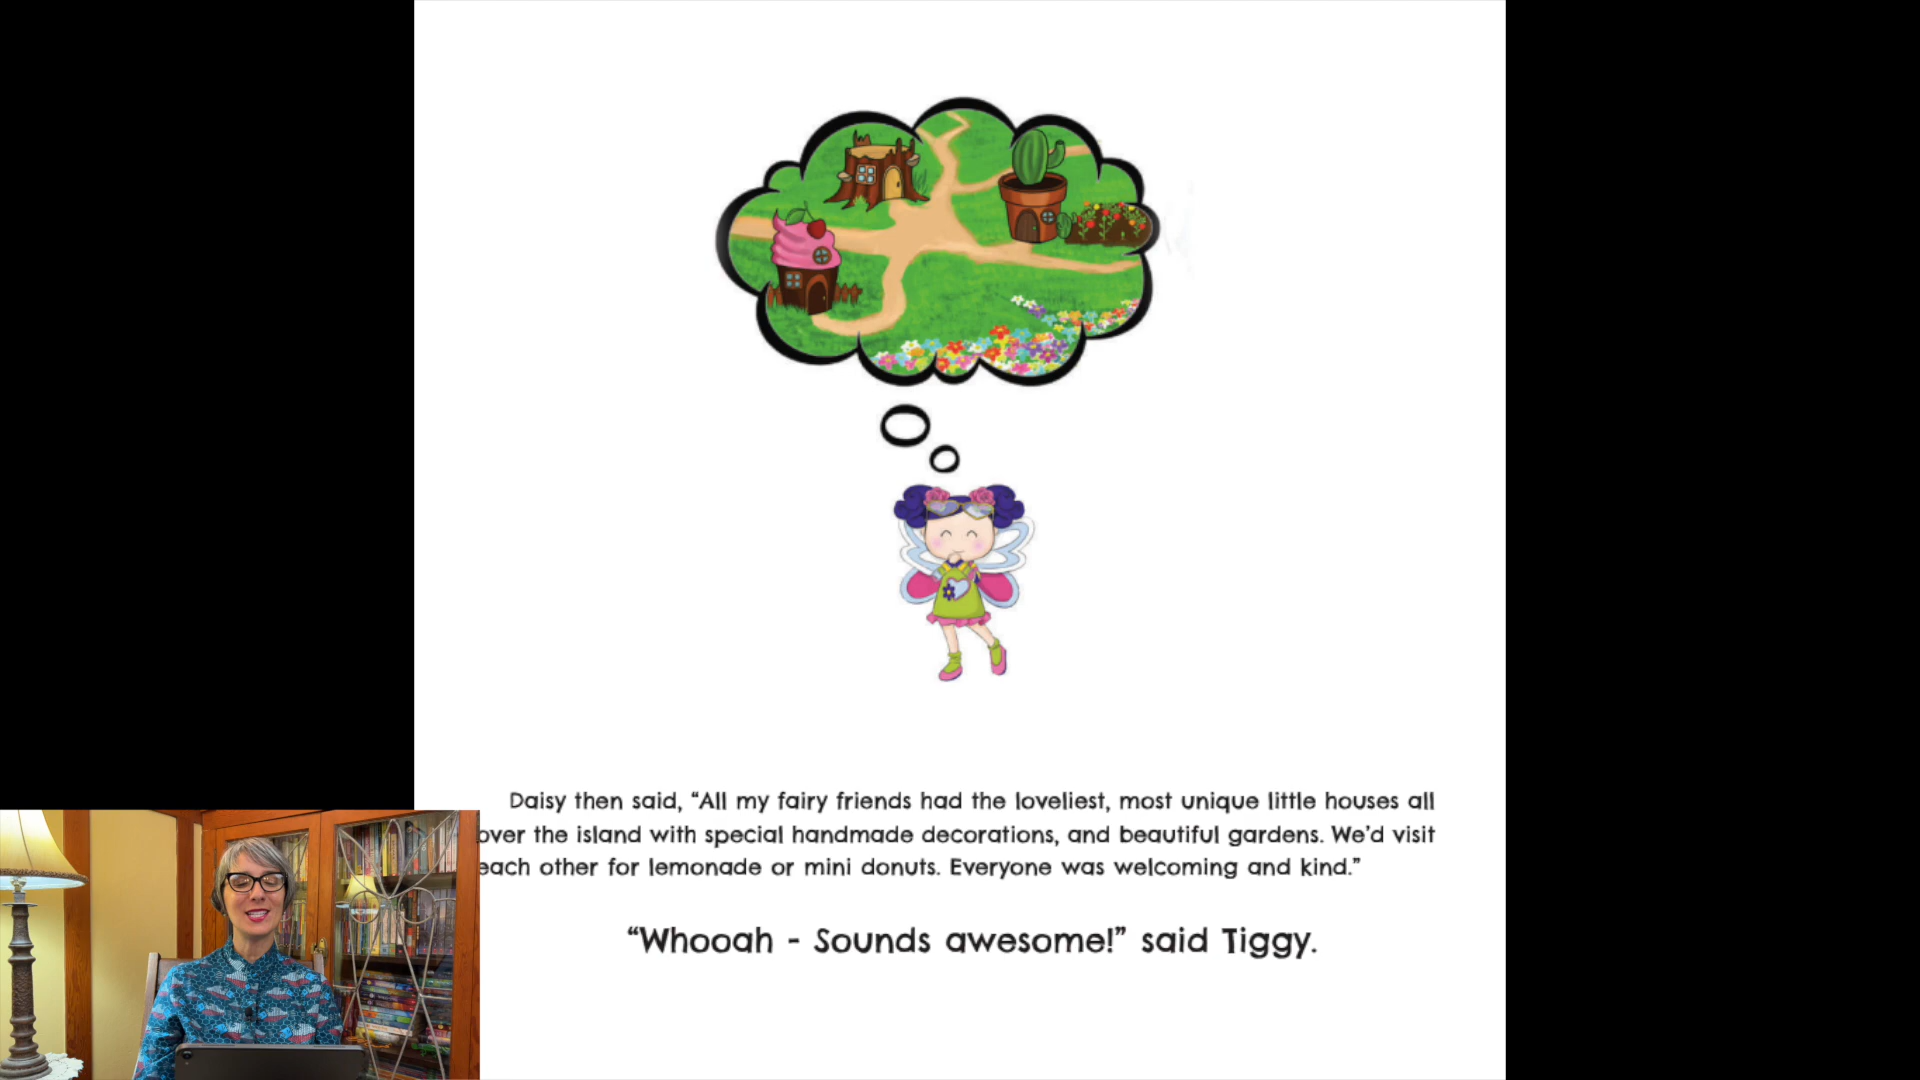 Daisy then said, “All my fairy friends had the loveliest, most unique little houses all
over the island with special handmade decorations, and beautiful gardens. We’d visit
each other for lemonade or mini donuts. Everyone was welcoming and kind.”
“Whooah - Sounds awesome!” said Tiggy.